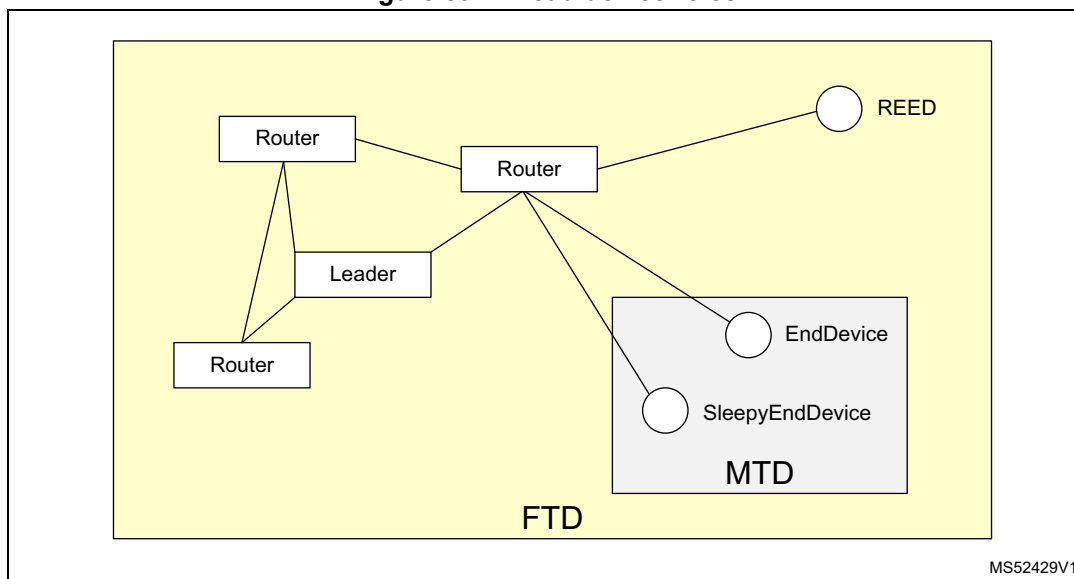 REED
Router
Router
Leader
Router
EndDevice
SleepyEndDevice
MTD
FTD
MS52429V1